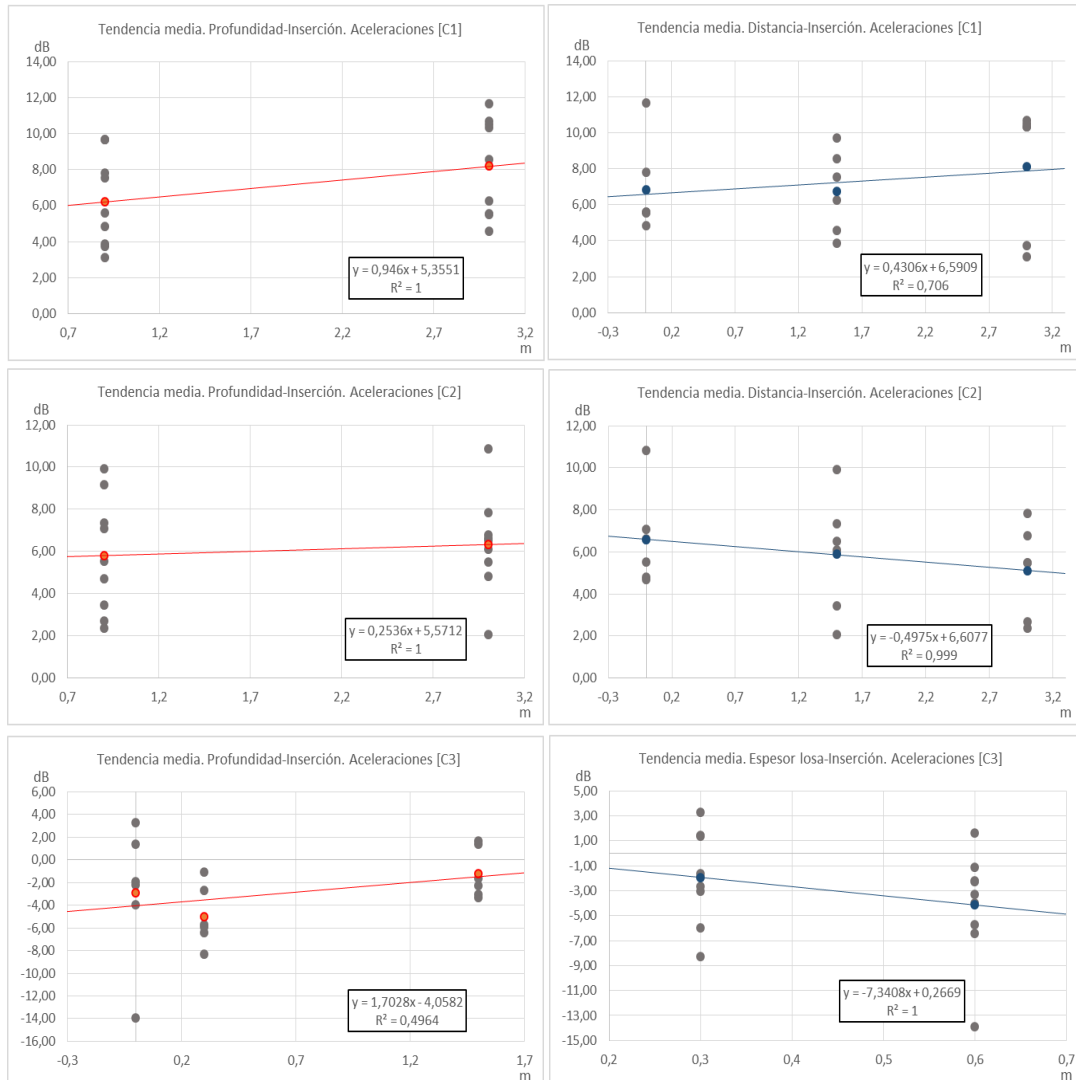 Tendencia media. Profundidad-Inserción. Aceleraciones [C1]
dB
14,00
12,00
10,00
8,00
6,00
4,00
2,00
0,00
y = 0,946x + 5,3551
R² = 1
0,7 1,2 1,7 2,2 2,7 3,2
m
Tendencia media. Distancia-Inserción. Aceleraciones [C1]
dB
14,00
12,00
10,00
8,00
6,00
4,00
2,00
0,00
y = 0,4306x + 6,5909
R² = 0,706
-0,3 0,2 0,7 1,2 1,7 2,2 2,7 3,2
m
Tendencia media. Profundidad-Inserción. Aceleraciones [C2]
dB
12,00
10,00
8,00
6,00
4,00
2,00
0,00
y = 0,2536x + 5,5712
R² = 1
0,7 1,2 1,7 2,2 2,7 3,2
m
Tendencia media. Distancia-Inserción. Aceleraciones [C2]
dB
12,00
10,00
8,00
6,00
4,00
2,00
0,00
y = -0,4975x + 6,6077
R² = 0,999
-0,3 0,2 0,7 1,2 1,7 2,2 2,7 3,2
m
Tendencia media. Profundidad-Inserción. Aceleraciones [C3]
dB
6,00
4,00
2,00
0,00
-2,00
-4,00
-6,00
-8,00
-10,00
-12,00
-14,00
-16,00
y = 1,7028x - 4,0582
R² = 0,4964
-0,3 0,2 0,7 1,2 1,7
m
Tendencia media. Espesor losa-Inserción. Aceleraciones [C3]
dB
5,00
3,00
1,00
-1,00
-3,00
-5,00
-7,00
-9,00
-11,00
-13,00
-15,00
y = -7,3408x + 0,2669
R² = 1
0,2 0,3 0,4 0,5 0,6 0,7
m